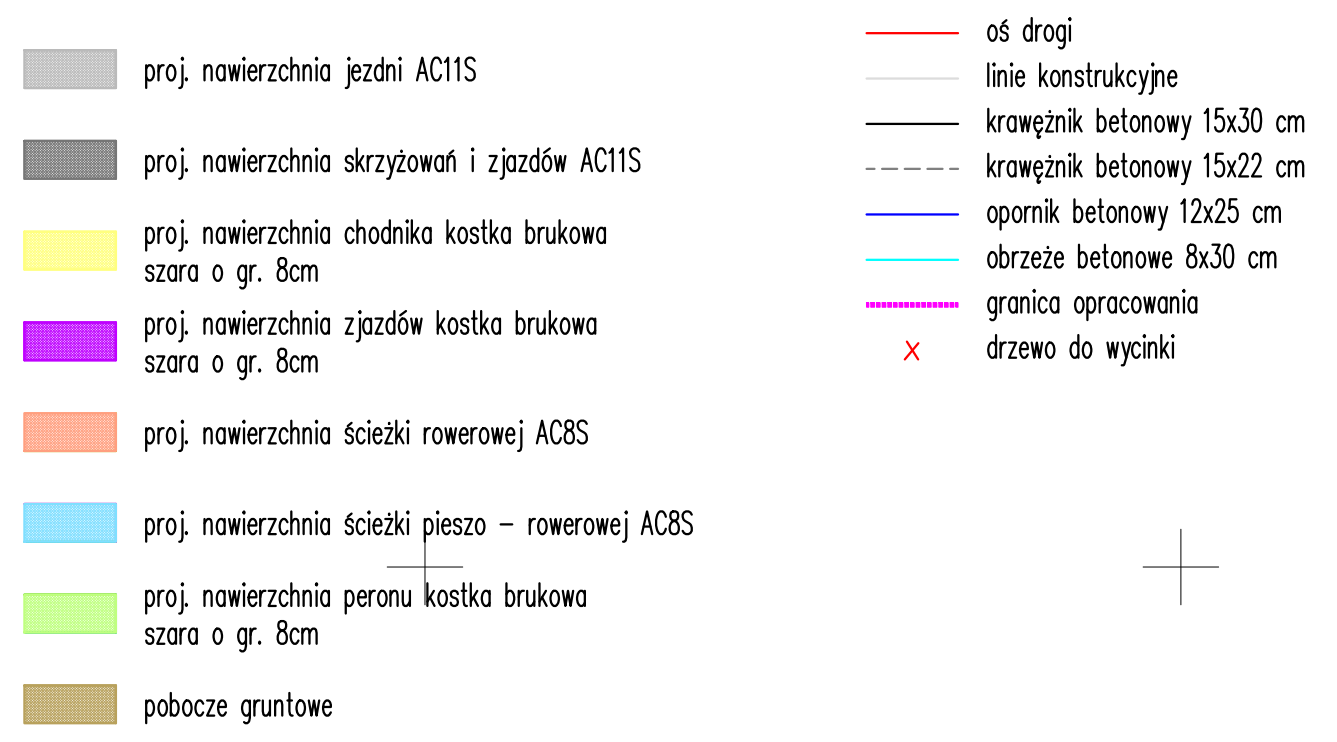 proj. nawierzchnia jezdni AC11S
proj. nawierzchnia skrzyżowań i zjazdów AC11S
proj. nawierzchnia chodnika kostka brukowa
szara o gr. 8cm
proj. nawierzchnia zjazdów kostka brukowa
szara o gr. 8cm
proj. nawierzchnia ścieżki rowerowej AC8S
proj. nawierzchnia ścieżki pieszo – rowerowej AC8S
proj. nawierzchnia peronu kostka brukowa
szara o gr. 8cm
pobocze gruntowe
oś drogi
linie konstrukcyjne
krawężnik betonowy 15x30 cm
krawężnik betonowy 15x22 cm
opornik betonowy 12x25 cm
obrzeże betonowe 8x30 cm
granica opracowania
drzewo do wycinki